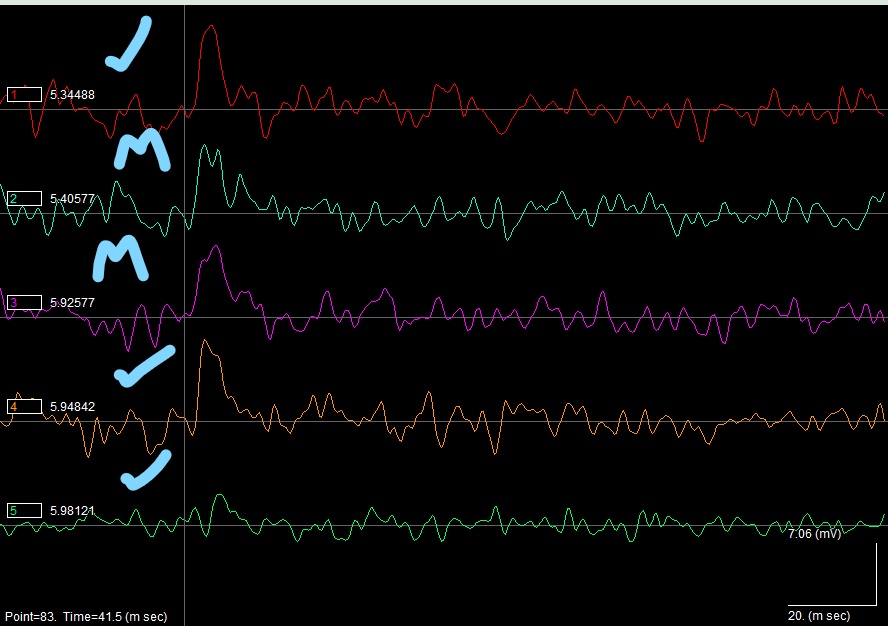 ✓
1 5.34488
M
2 5.40577
M
3 5.92577
✓
4 5.94842
✓
5 5.98121
7.06 (mV)
Point=83. Time=41.5 (m sec)
20. (m sec)